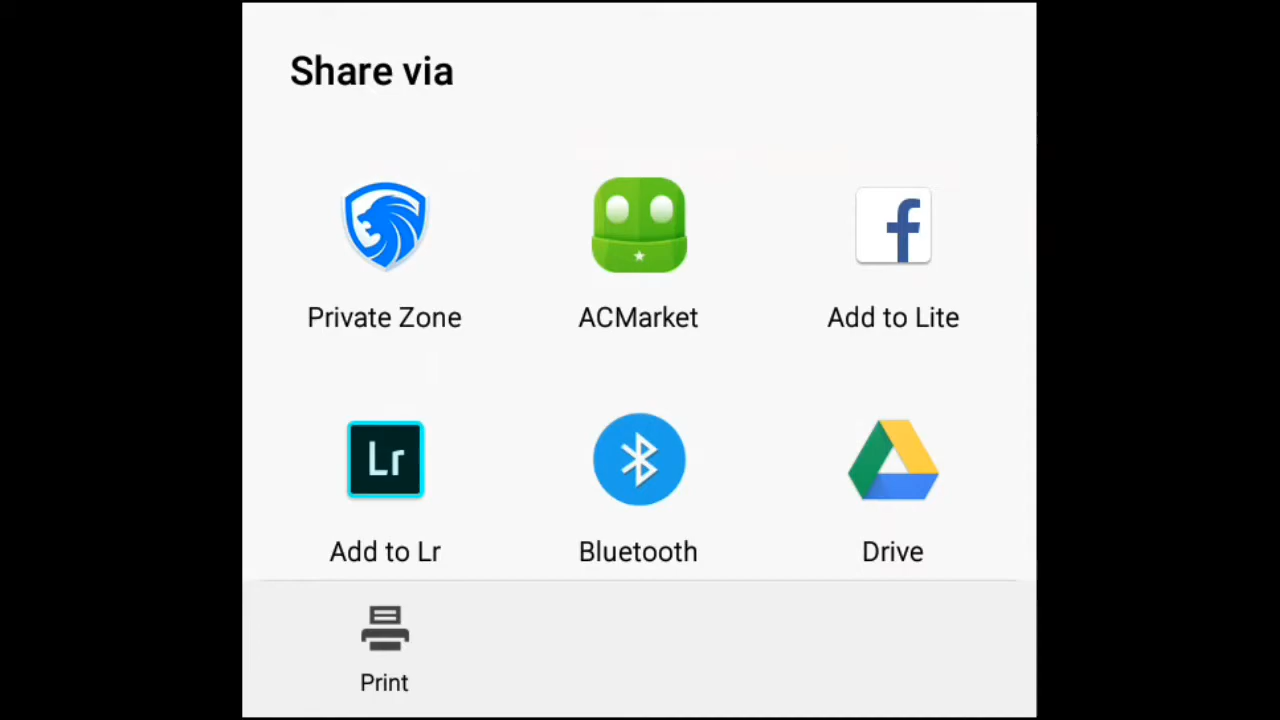 Share via
Private Zone
ACMarket
Add to Lite
Lr
Add to Lr
Bluetooth
Drive
Print